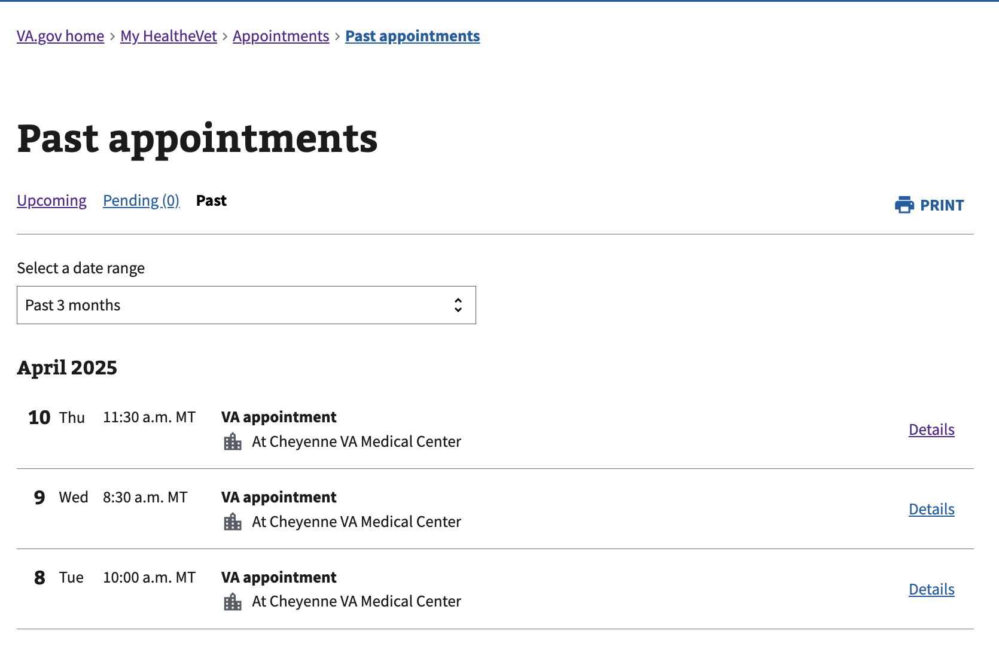 VA.gov home › My HealtheVet › Appointments › Past appointments
Past appointments
Upcoming Pending (0) Past
PRINT
Select a date range
Past 3 months
April 2025
10 Thu 11:30 a.m. MT VA appointment
At Cheyenne VA Medical Center
Details
9 Wed 8:30 a.m. MT VA appointment
At Cheyenne VA Medical Center
Details
8 Tue 10:00 a.m. MT VA appointment
At Cheyenne VA Medical Center
Details